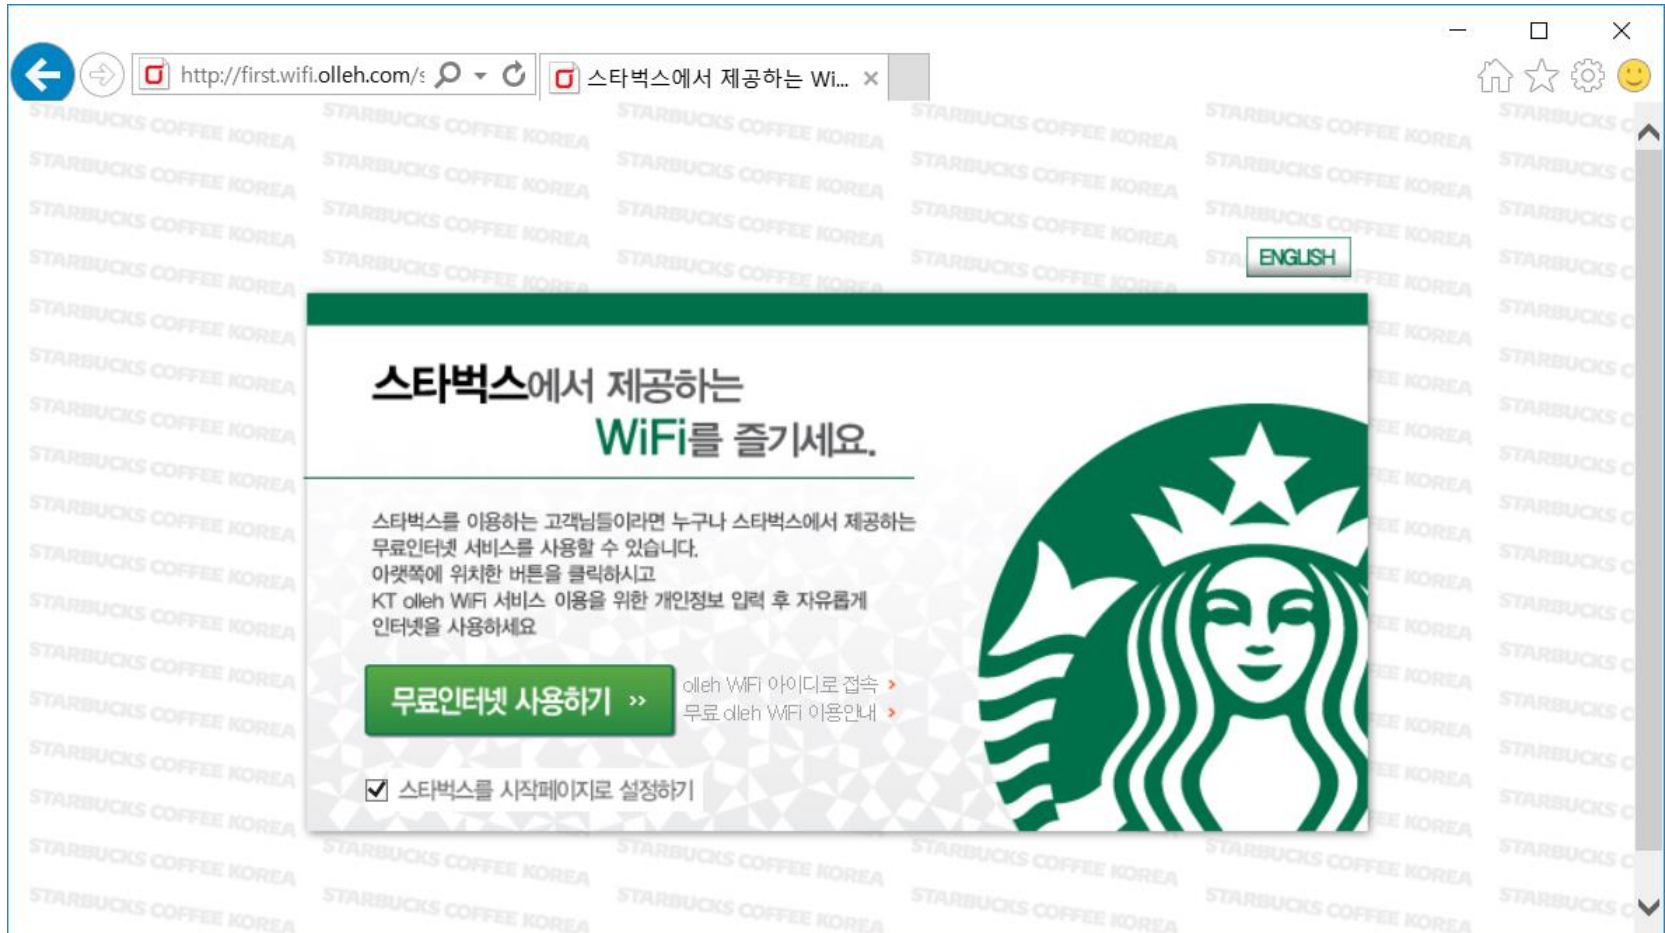 http://first.wifi.olleh.com/s
스타벅스에서 제공하는 Wi...
ENGLISH
스타벅스에서 제공하는
WiFi를 즐기세요.
스타벅스를 이용하는 고객님들이라면 누구나 스타벅스에서 제공하는
무료인터넷 서비스를 사용할 수 있습니다.
아랫쪽에 위치한 버튼을 클릭하시고
KT olleh WiFi 서비스 이용을 위한 개인정보 입력 후 자유롭게
인터넷을 사용하세요
무료인터넷 사용하기 »
olleh WiFi 아이디로 접속 >
무료 olleh WiFi 이용안내 >
스타벅스를 시작페이지로 설정하기
STARBUCKS COFFEE KOREA